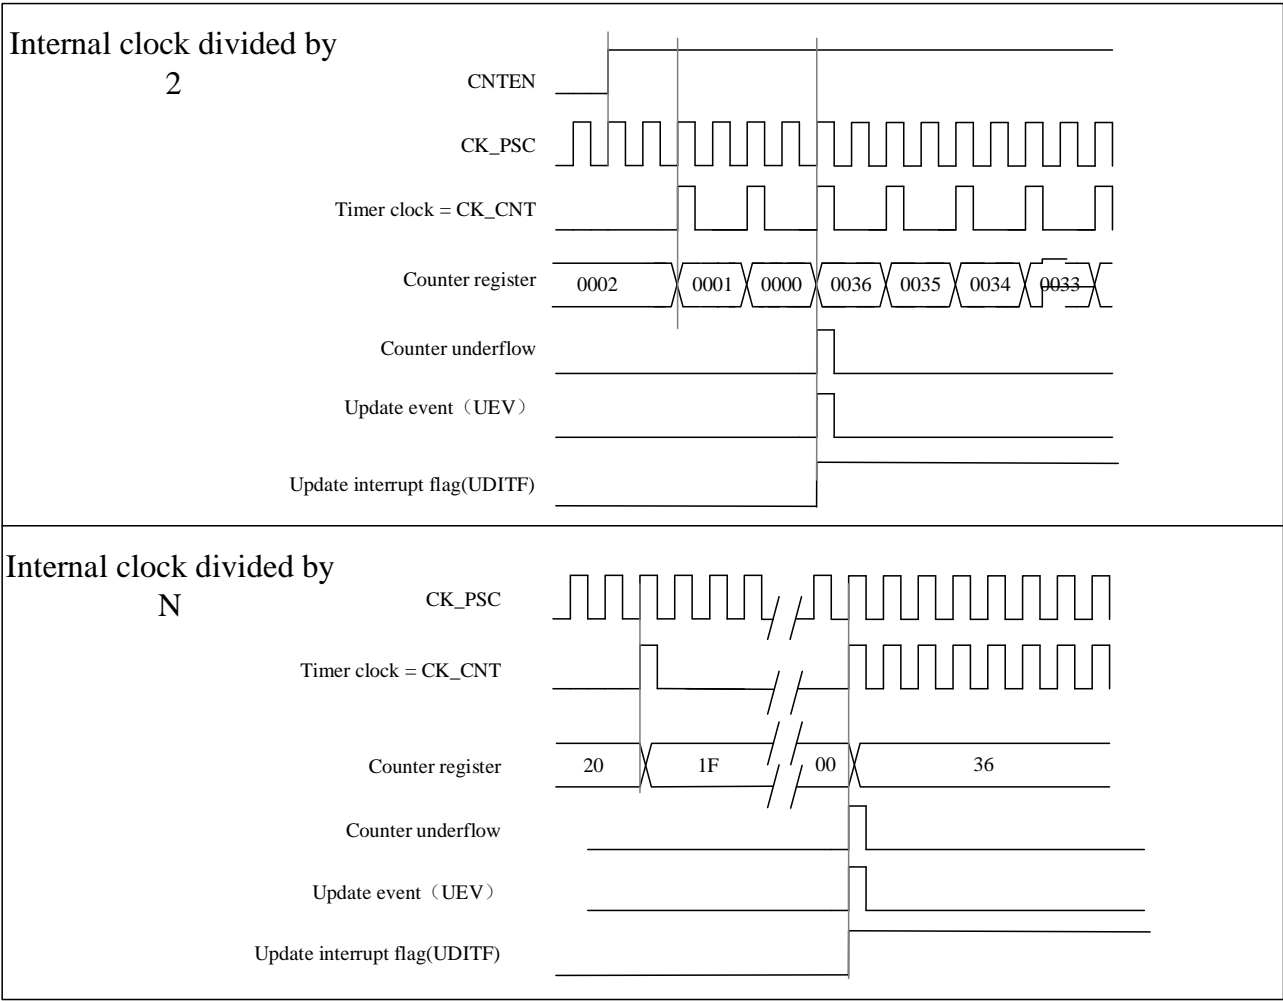 Internal clock divided by
2
CNTEN
CK_PSC
Timer clock = CK_CNT
Counter register
0002 0001 0000 0036 0035 0034 0033
Counter underflow
Update event（UEV）
Update interrupt flag(UDITF)
Internal clock divided by
N
CK_PSC
Timer clock = CK_CNT
Counter register
20 1F 00 36
Counter underflow
Update event（UEV）
Update interrupt flag(UDITF)